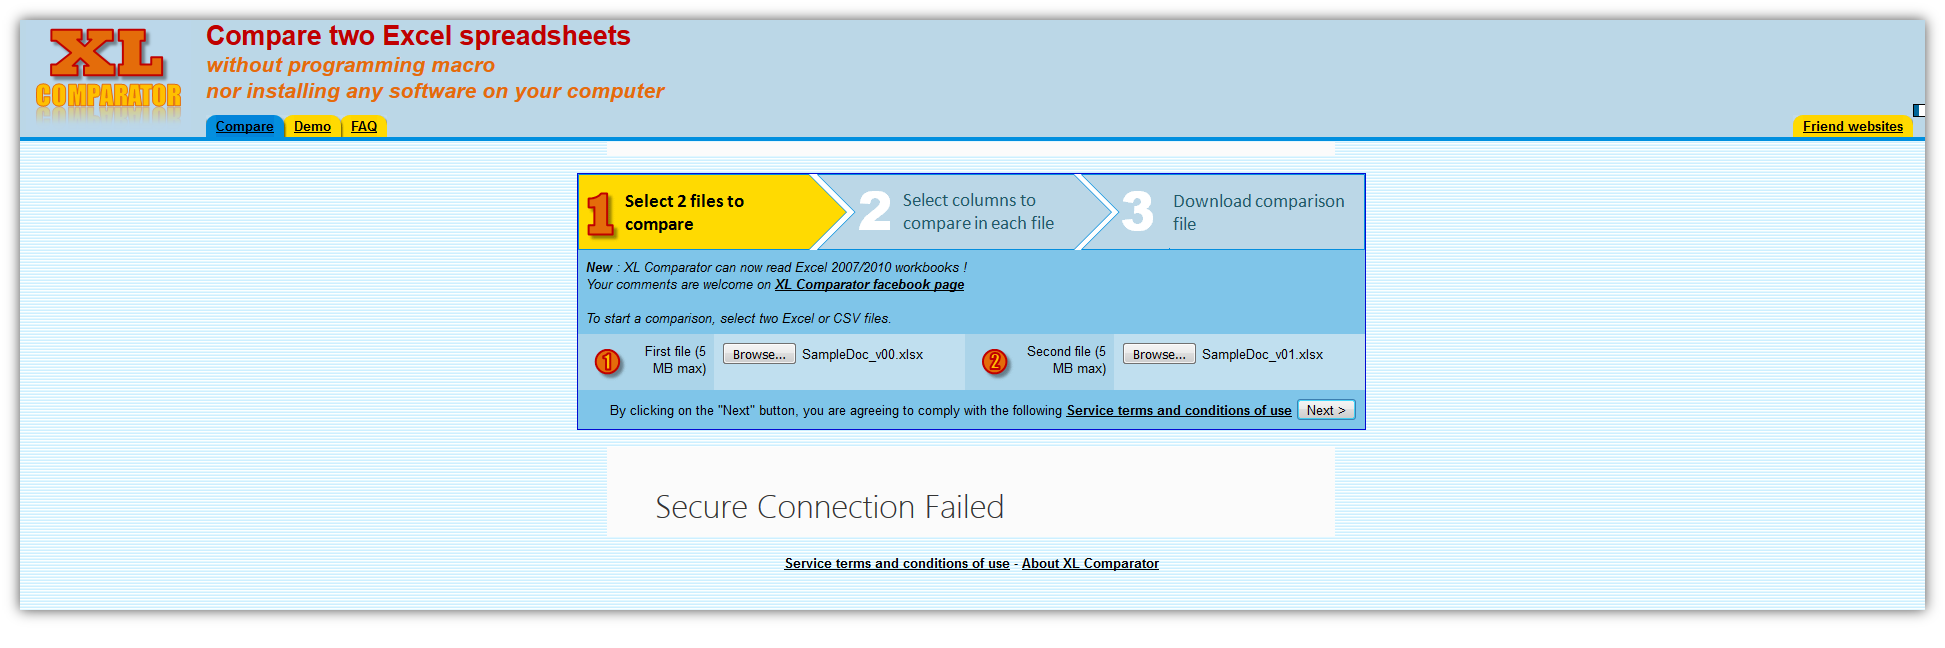 XL
COMPARATOR
Compare two Excel spreadsheets
without programming macro
nor installing any software on your computer
Compare
Demo
FAQ
Friend websites
1
Select 2 files to
compare
2
Select columns to
compare in each file
3
Download comparison
file
New : XL Comparator can now read Excel 2007/2010 workbooks !
Your comments are welcome on XL Comparator facebook page
To start a comparison, select two Excel or CSV files.
1
First file (5
MB max)
Browse... SampleDoc_v00.xlsx
2
Second file (5
MB max)
Browse... SampleDoc_v01.xlsx
By clicking on the "Next" button, you are agreeing to comply with the following Service terms and conditions of use Next >
Secure Connection Failed
Service terms and conditions of use - About XL Comparator